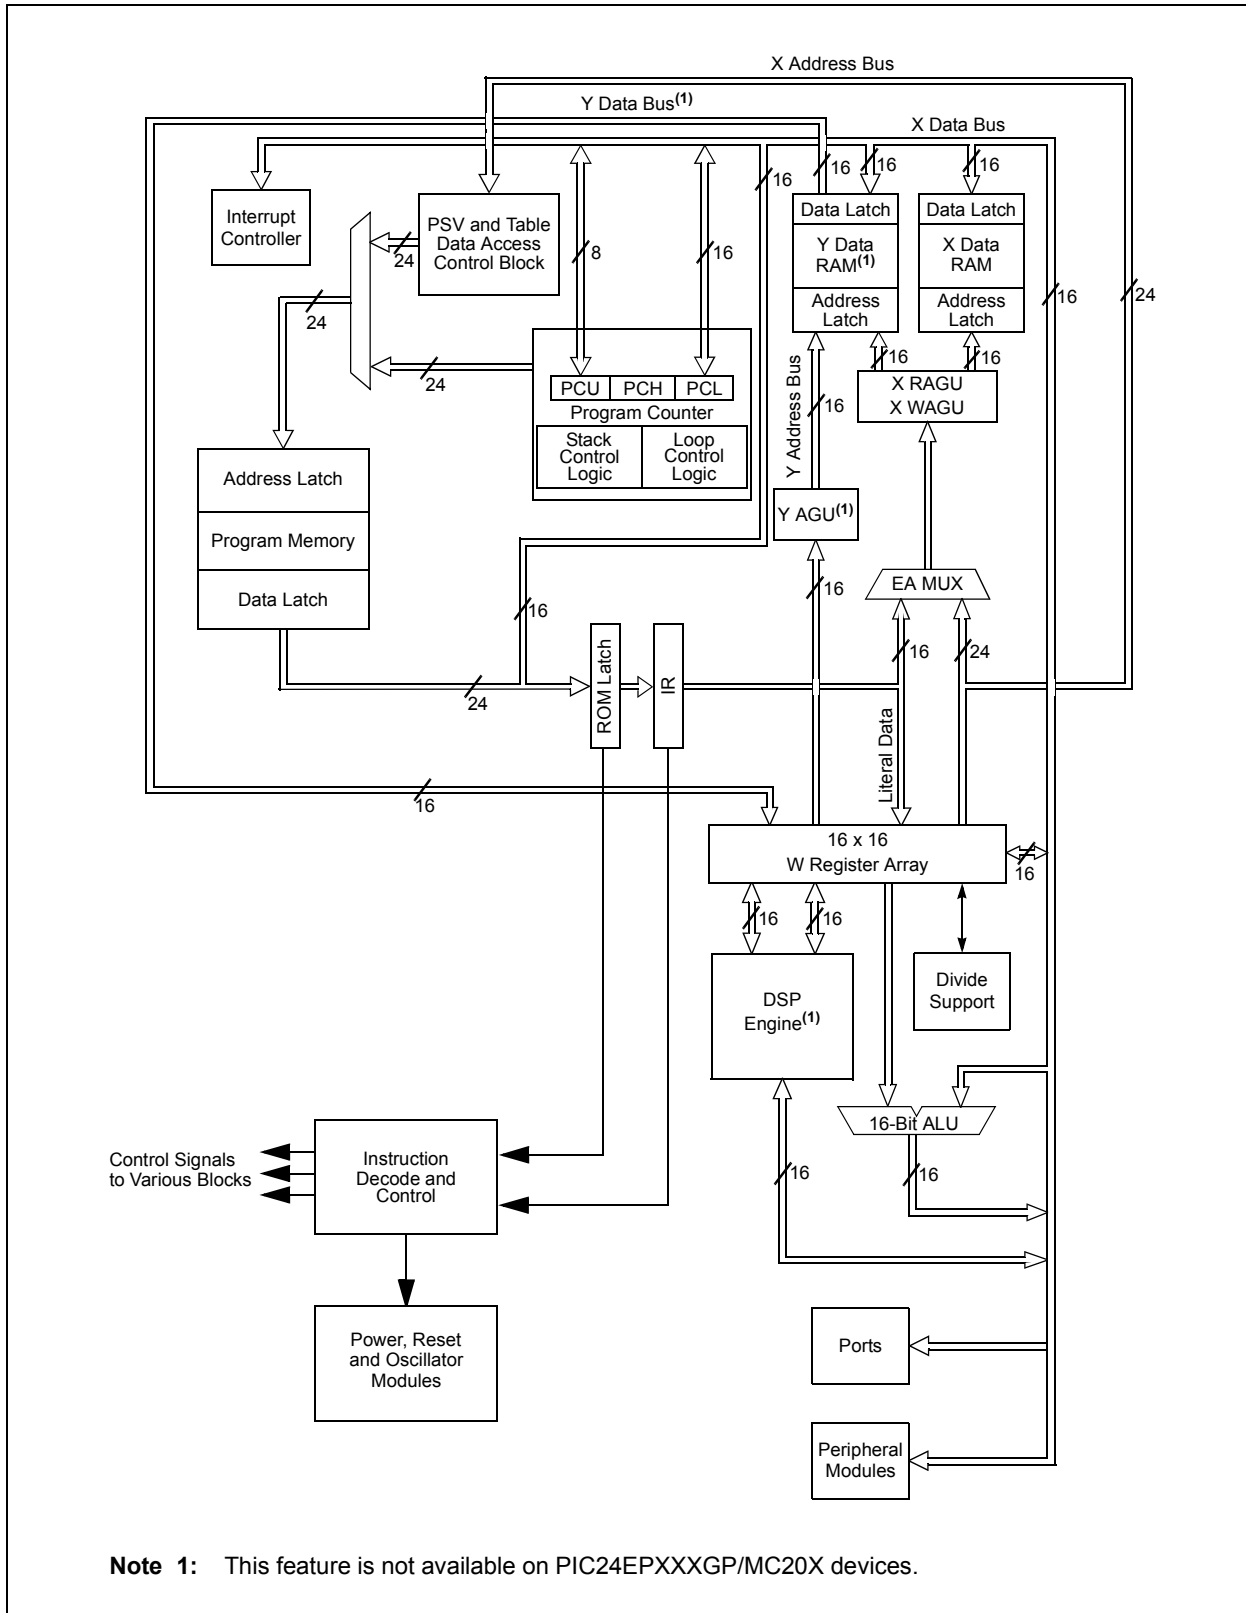 X Address Bus
Y Data Bus(1)
X Data Bus
16
16
16
16
Interrupt
Controller
PSV and Table
Data Access
Control Block
24
8
16
Data Latch
Y Data
RAM(1)
Address
Latch
Data Latch
X Data
RAM
Address
Latch
16
24
24
24
16
16
PCU
PCH
PCL
Program Counter
Stack
Control
Logic
Loop
Control
Logic
Y Address Bus
16
X RAGU
X WAGU
Address Latch
Program Memory
Data Latch
Y AGU(1)
EA MUX
16
16
16
24
24
ROM Latch
IR
Literal Data
16
16 x 16
W Register Array
16
16
16
DSP
Engine(1)
Divide
Support
16-Bit ALU
Control Signals
to Various Blocks
Instruction
Decode and
Control
16
16
Power, Reset
and Oscillator
Modules
Ports
Peripheral
Modules
Note 1: This feature is not available on PIC24EPXXXGP/MC20X devices.